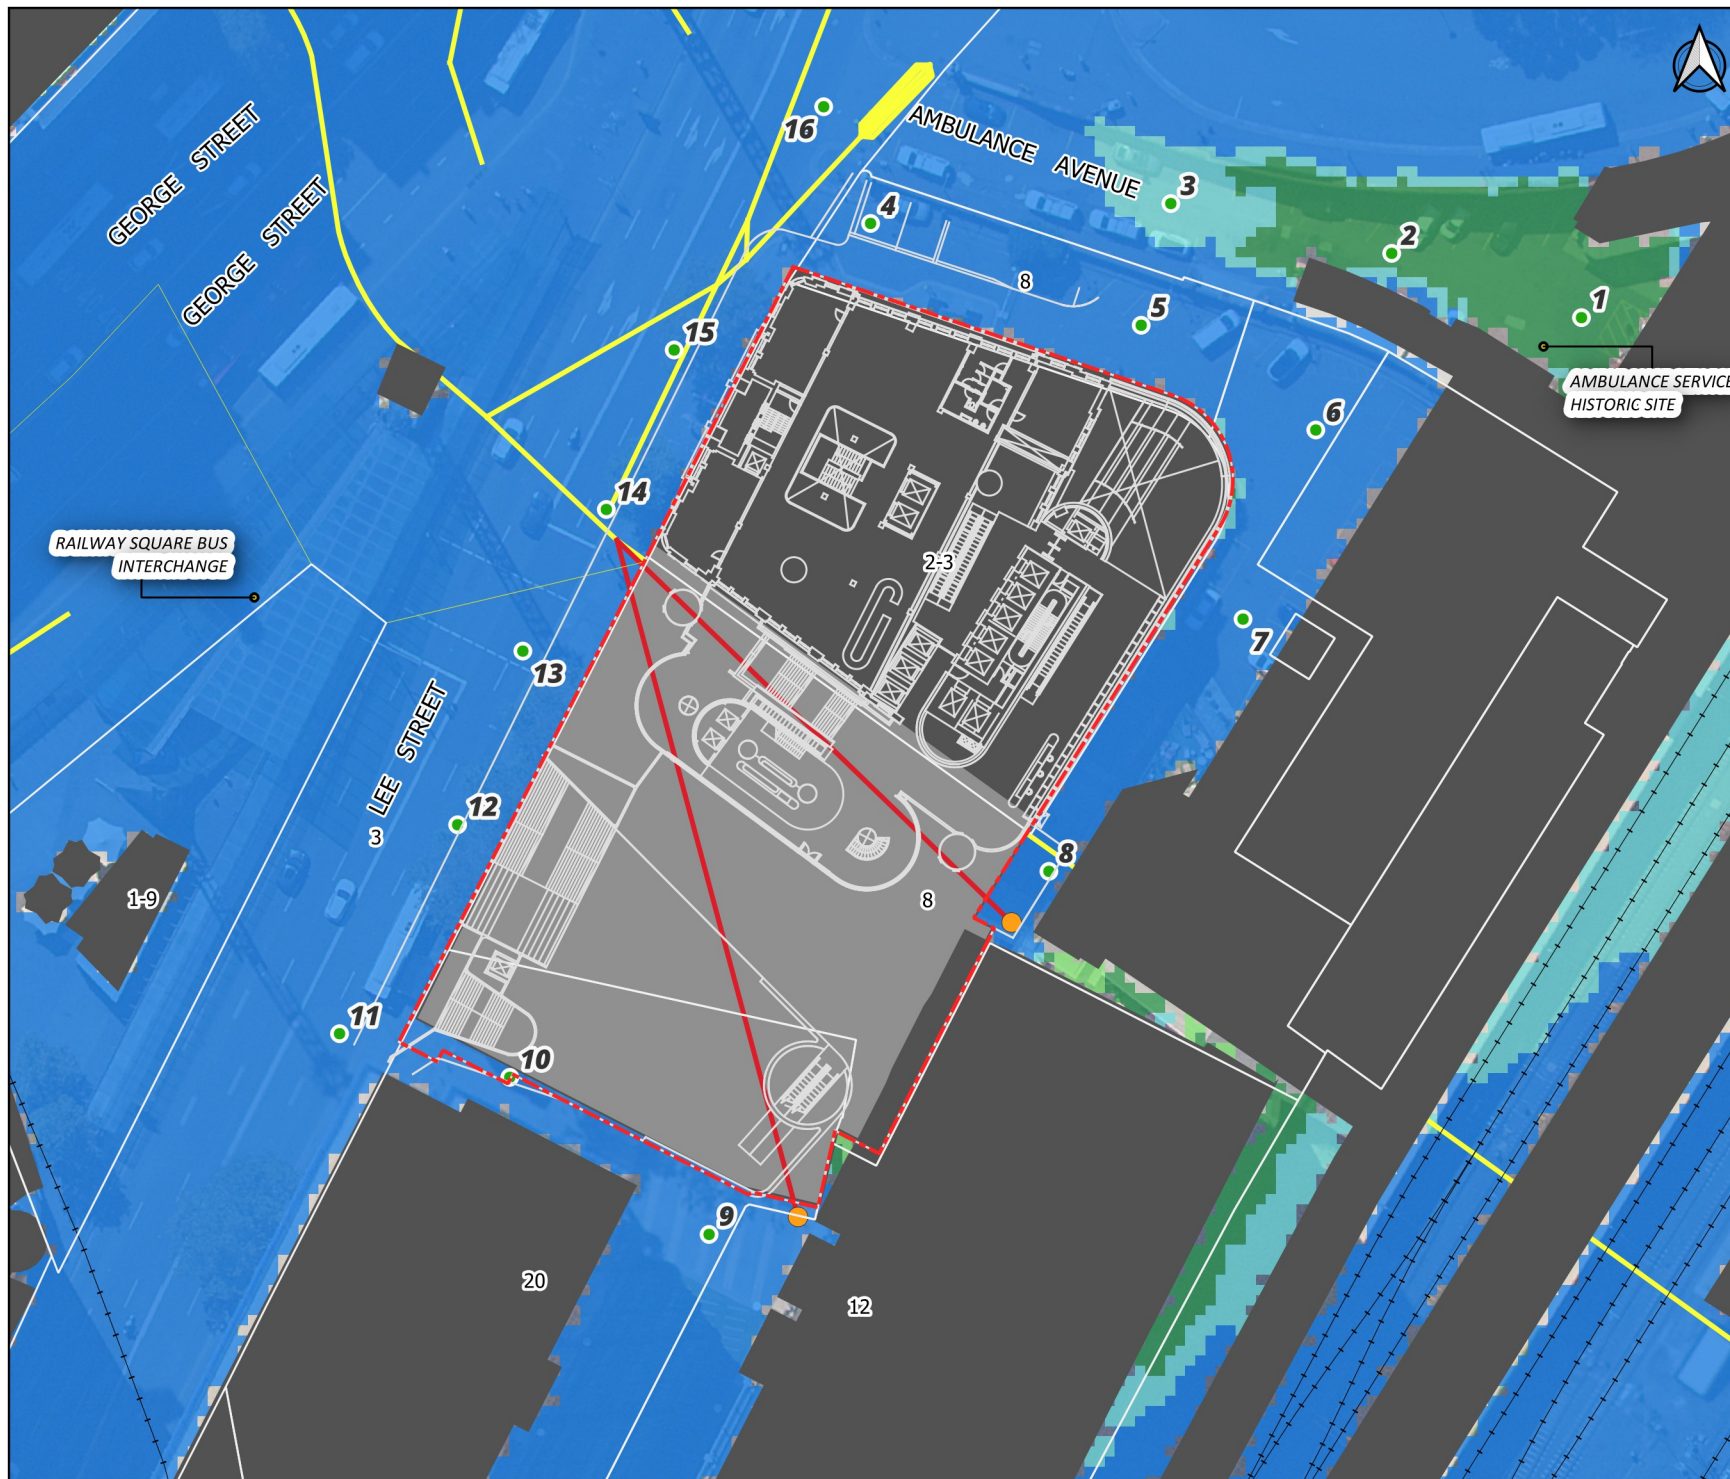 GEORGE STREET
GEORGE STREET
16
AMBULANCE AVENUE
3
4
2
8
1
5
15
AMBULANCE SERVICE
HISTORIC SITE
6
14
RAILWAY SQUARE BUS
INTERCHANGE
2-3
7
13
LEE STREET
12
3
8
1-9
8
11
10
9
20
12